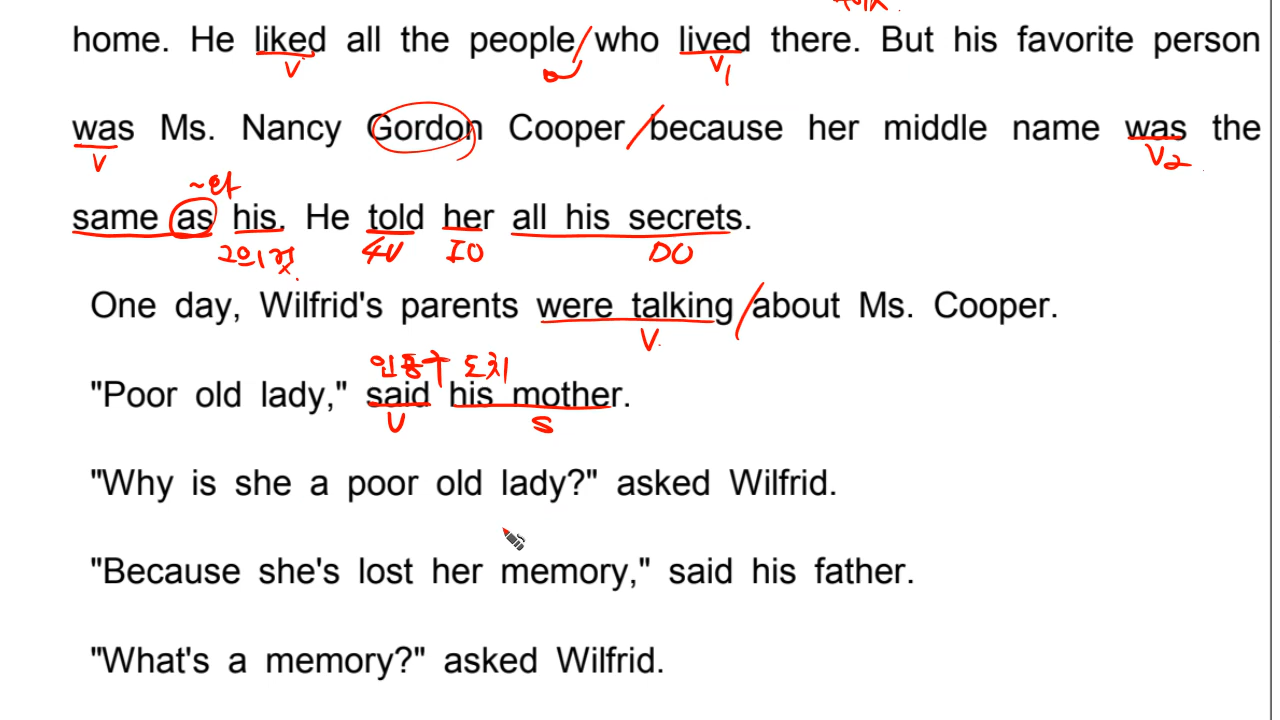 home. He liked all the people who lived there. But his favorite person
V V1
was Ms. Nancy Gordon Cooper because her middle name was the
V V2
~와
same as his. He told her all his secrets.
그의 것 4V IO DO
One day, Wilfrid's parents were talking about Ms. Cooper.
V
인용구 도치
"Poor old lady," said his mother.
V S
"Why is she a poor old lady?" asked Wilfrid.
"Because she's lost her memory," said his father.
"What's a memory?" asked Wilfrid.